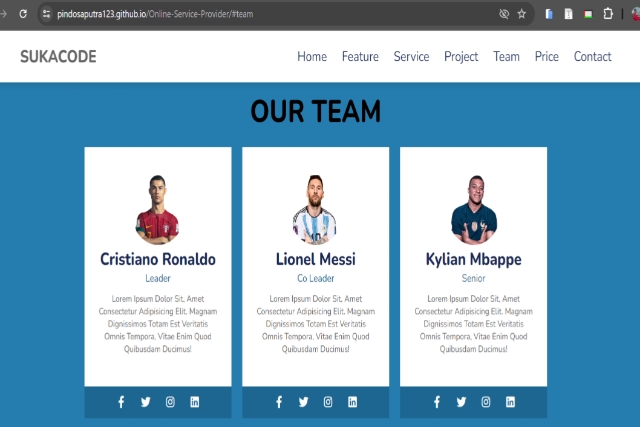 pindosaputra123.github.io/Online-Service-Provider/#team
SUKACODE
Home Feature Service Project Team Price Contact
OUR TEAM
Cristiano Ronaldo
Leader
Lorem Ipsum Dolor Sit, Amet
Consectetur Adipisicing Elit. Magnam
Dignissimos Totam Est Veritatis
Omnis Tempora, Vitae Enim Quod
Quibusdam Ducimus!
Lionel Messi
Co Leader
Lorem Ipsum Dolor Sit, Amet
Consectetur Adipisicing Elit. Magnam
Dignissimos Totam Est Veritatis
Omnis Tempora, Vitae Enim Quod
Quibusdam Ducimus!
Kylian Mbappe
Senior
Lorem Ipsum Dolor Sit, Amet
Consectetur Adipisicing Elit. Magnam
Dignissimos Totam Est Veritatis
Omnis Tempora, Vitae Enim Quod
Quibusdam Ducimus!